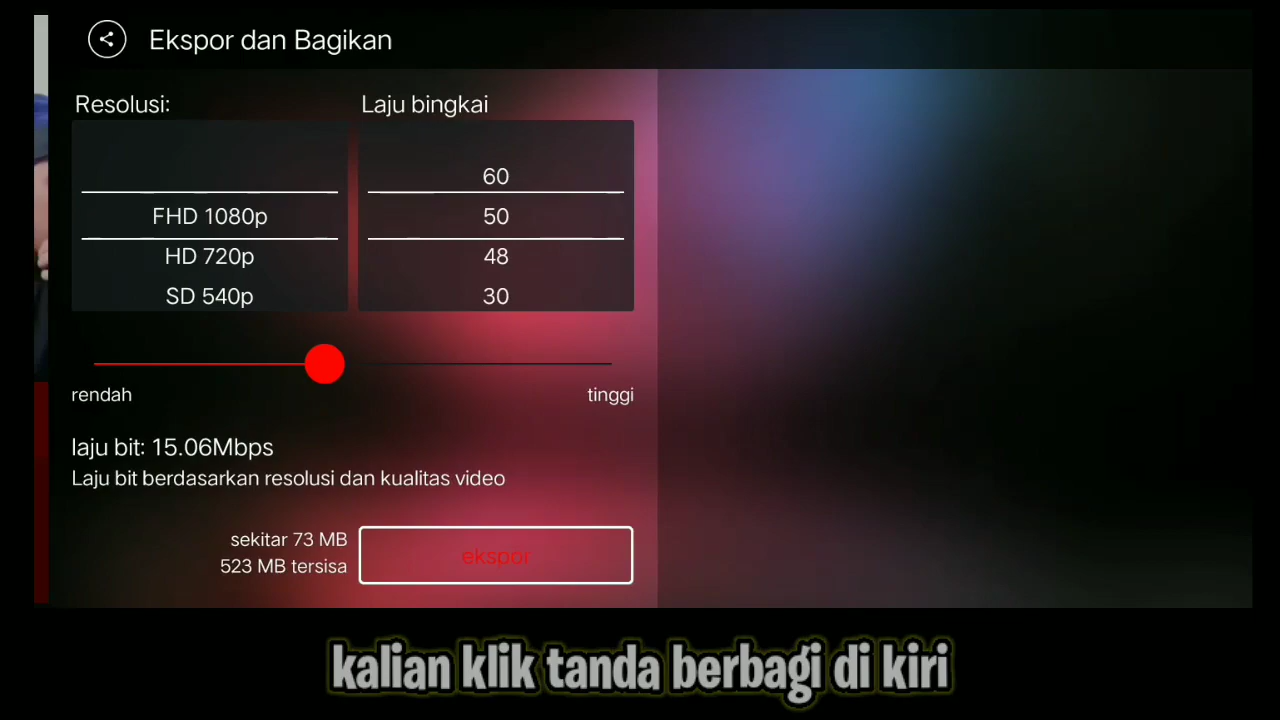 Ekspor dan Bagikan
Resolusi:
FHD 1080p
HD 720p
SD 540p
Laju bingkai
60
50
48
30
rendah
tinggi
laju bit: 15.06Mbps
Laju bit berdasarkan resolusi dan kualitas video
sekitar 73 MB
523 MB tersisa
ekspor
kalian klik tanda berbagi di kiri